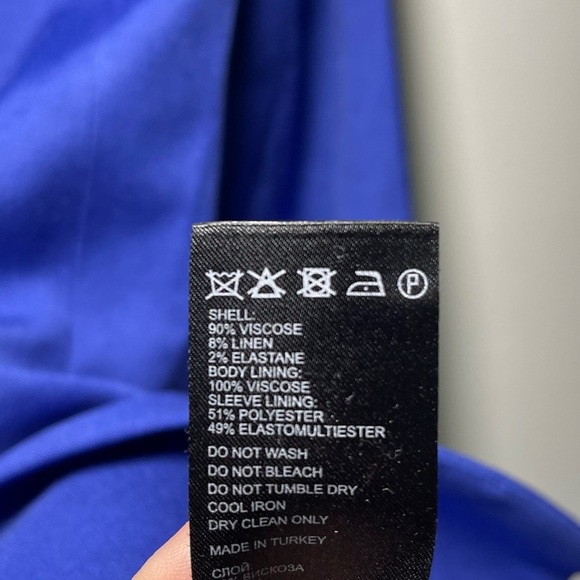 P
SHELL:
90% VISCOSE
8% LINEN
2% ELASTANE
BODY LINING:
100% VISCOSE
SLEEVE LINING:
51% POLYESTER
49% ELASTOMULTIESTER
DO NOT WASH
DO NOT BLEACH
DO NOT TUMBLE DRY
COOL IRON
DRY CLEAN ONLY
MADE IN TURKEY
СЛОЙ
ВИСКОЗА